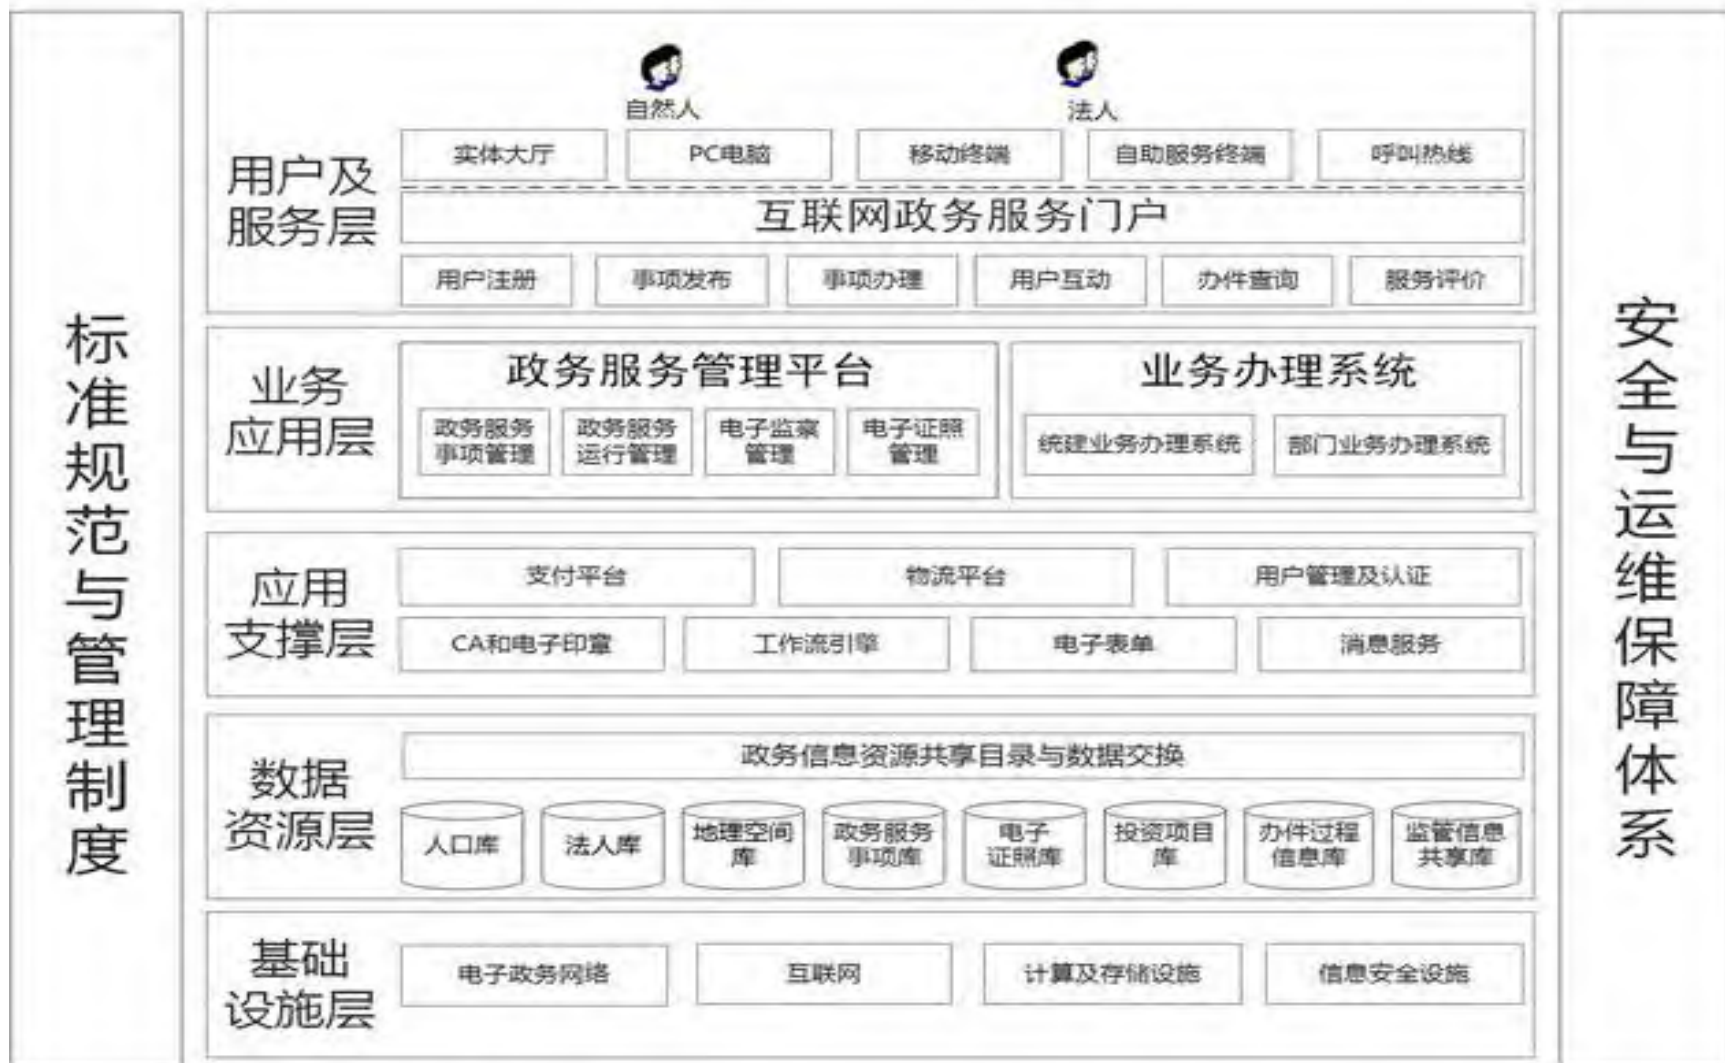 标准规范与管理制度
用户及
服务层
自然人
法人
实体大厅
PC电脑
移动终端
自助服务终端
呼叫热线
互联网政务服务门户
用户注册
事项发布
事项办理
用户互动
办件查询
服务评价
业务
应用层
政务服务管理平台
政务服务
事项管理
政务服务
运行管理
电子监察
管理
电子证照
管理
业务办理系统
统建业务办理系统
部门业务办理系统
应用
支撑层
支付平台
物流平台
用户管理及认证
CA和电子印章
工作流引擎
电子表单
消息服务
数据
资源层
政务信息资源共享目录与数据交换
人口库
法人库
地理空间
库
政务服务
事项库
电子
证照库
投资项目
库
办件过程
信息库
监管信息
共享库
基础
设施层
电子政务网络
互联网
计算及存储设施
信息安全设施
安全与运维保障体系